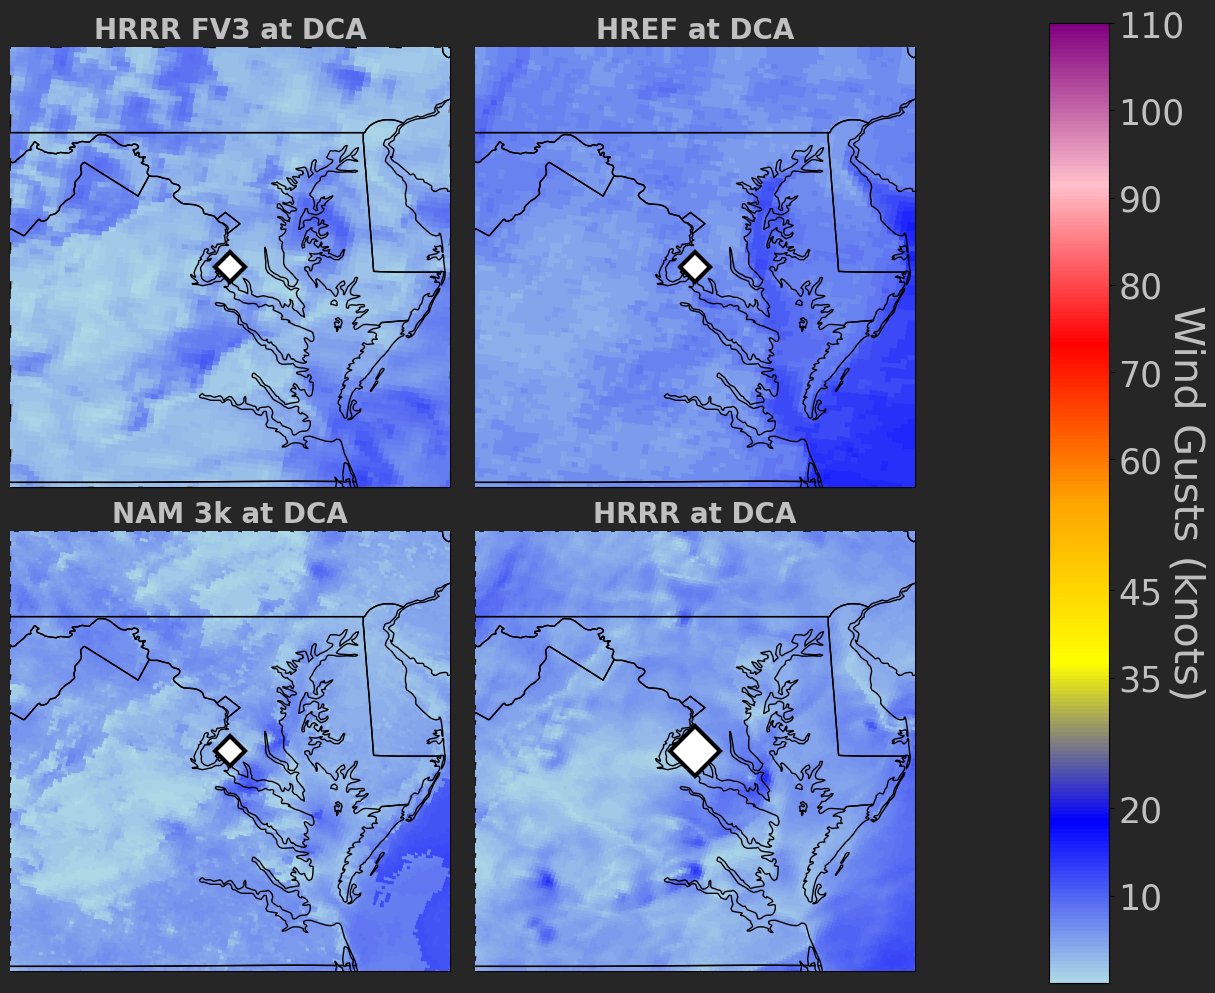 HRRR FV3 at DCA
HREF at DCA
NAM 3k at DCA
HRRR at DCA
110
100
90
80
70
60
45
35
20
10
Wind Gusts (knots)